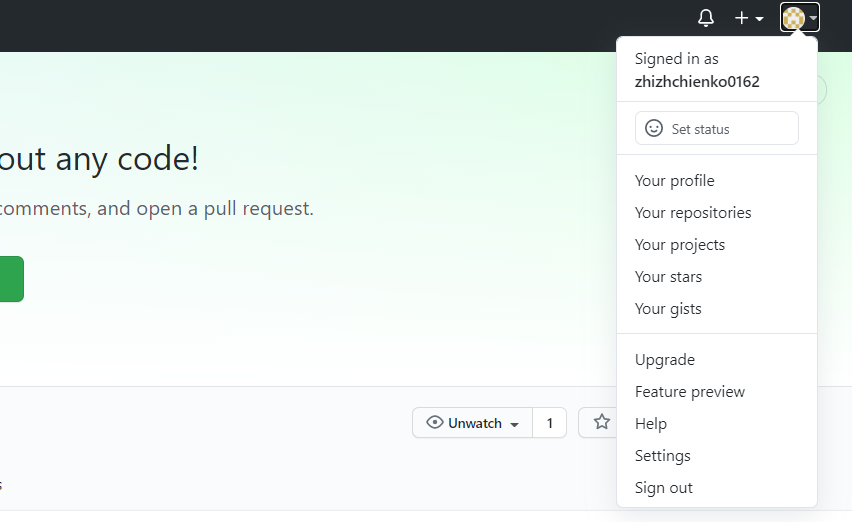 Signed in as
zhizhchienko0162
Set status
out any code!
comments, and open a pull request.
Your profile
Your repositories
Your projects
Your stars
Your gists
Upgrade
Feature preview
Help
Settings
Sign out
Unwatch 1
s